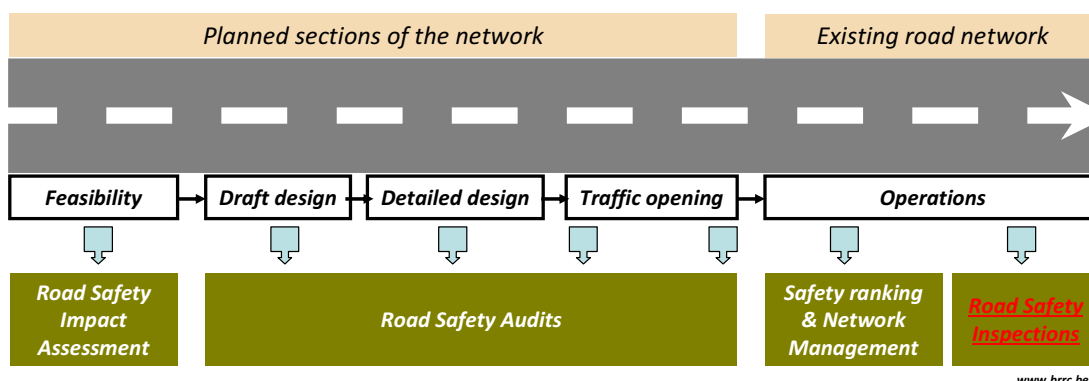 Planned sections of the network
Existing road network
Feasibility
Draft design
Detailed design
Traffic opening
Operations
Road Safety
Impact
Assessment
Road Safety Audits
Safety ranking
& Network
Management
Road Safety
Inspections
www.brrc.be